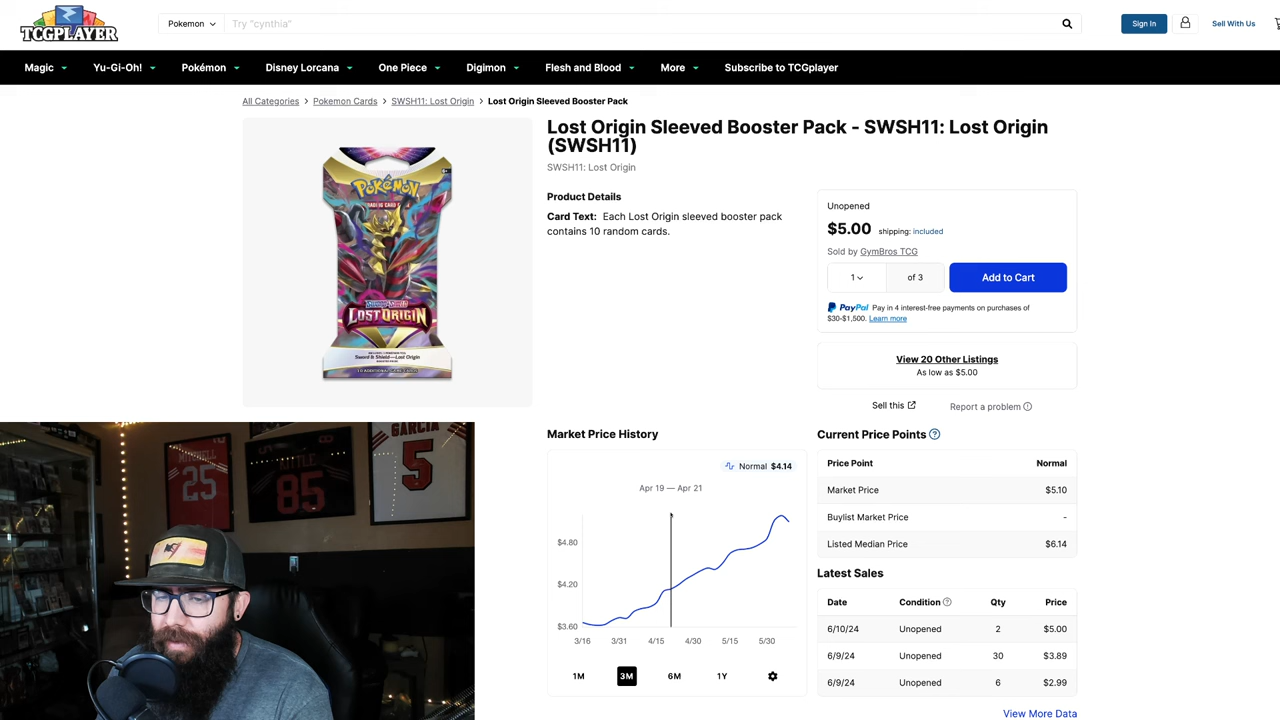 TCGPLAYER
Pokemon
Try "cynthia"
Sign In
Sell With Us
Magic
Yu-Gi-Oh!
Pokémon
Disney Lorcana
One Piece
Digimon
Flesh and Blood
More
Subscribe to TCGplayer
All Categories > Pokemon Cards > SWSH11: Lost Origin > Lost Origin Sleeved Booster Pack
Lost Origin Sleeved Booster Pack - SWSH11: Lost Origin
(SWSH11)
SWSH11: Lost Origin
Product Details
Card Text: Each Lost Origin sleeved booster pack
contains 10 random cards.
POKÉMON
LOST ORIGIN
Sword & Shield—Lost Origin
Unopened
$5.00 shipping: included
Sold by GymBros TCG
1
of 3
Add to Cart
PayPal Pay in 4 interest-free payments on purchases of
$30-$1,500. Learn more
View 20 Other Listings
As low as $5.00
Sell this
Report a problem
Market Price History
Normal $4.14
Apr 19 — Apr 21
$4.80
$4.20
$3.60
3/16 3/31 4/15 4/30 5/15 5/30
1M 3M 6M 1Y
Current Price Points
Price Point Normal
Market Price $5.10
Buylist Market Price -
Listed Median Price $6.14
Latest Sales
Date Condition Qty Price
6/10/24 Unopened 2 $5.00
6/9/24 Unopened 30 $3.89
6/9/24 Unopened 6 $2.99
View More Data
MITCHELL
25
KITTLE
85
GARCIA
5